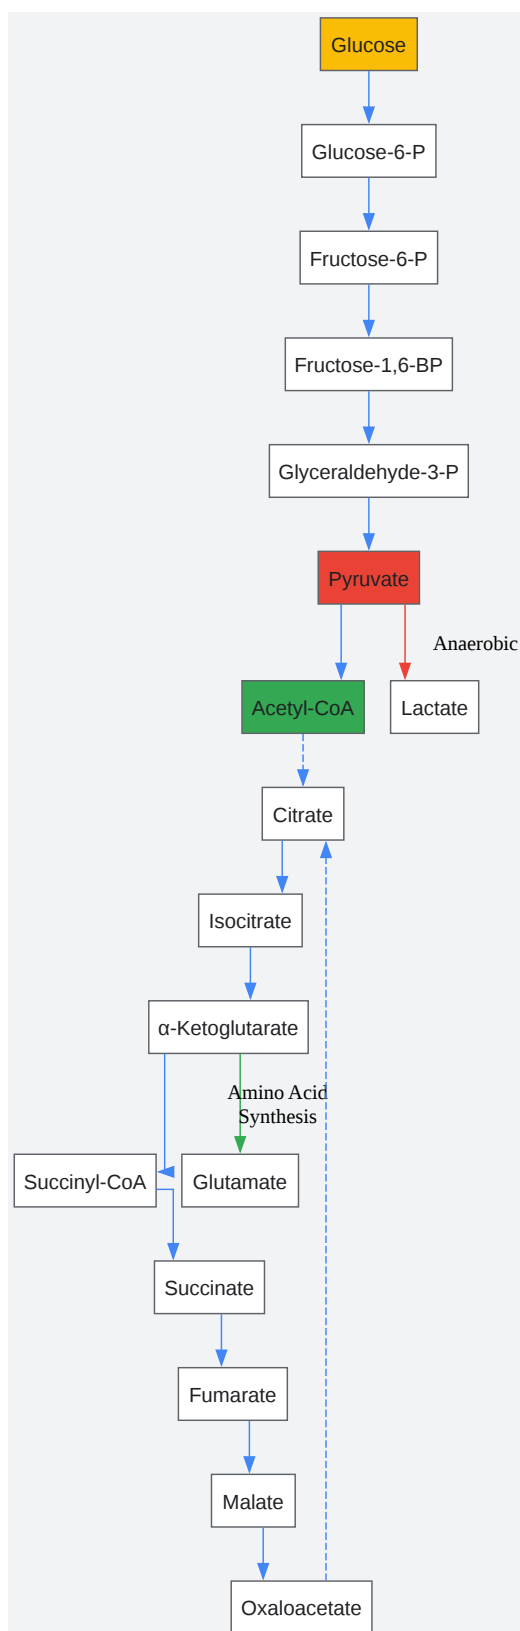 Glucose
Glucose-6-P
Fructose-6-P
Fructose-1,6-BP
Glyceraldehyde-3-P
Pyruvate
Anaerobic
Acetyl-CoA
Lactate
Citrate
Isocitrate
α-Ketoglutarate
Amino Acid
Synthesis
Succinyl-CoA
Glutamate
Succinate
Fumarate
Malate
Oxaloacetate